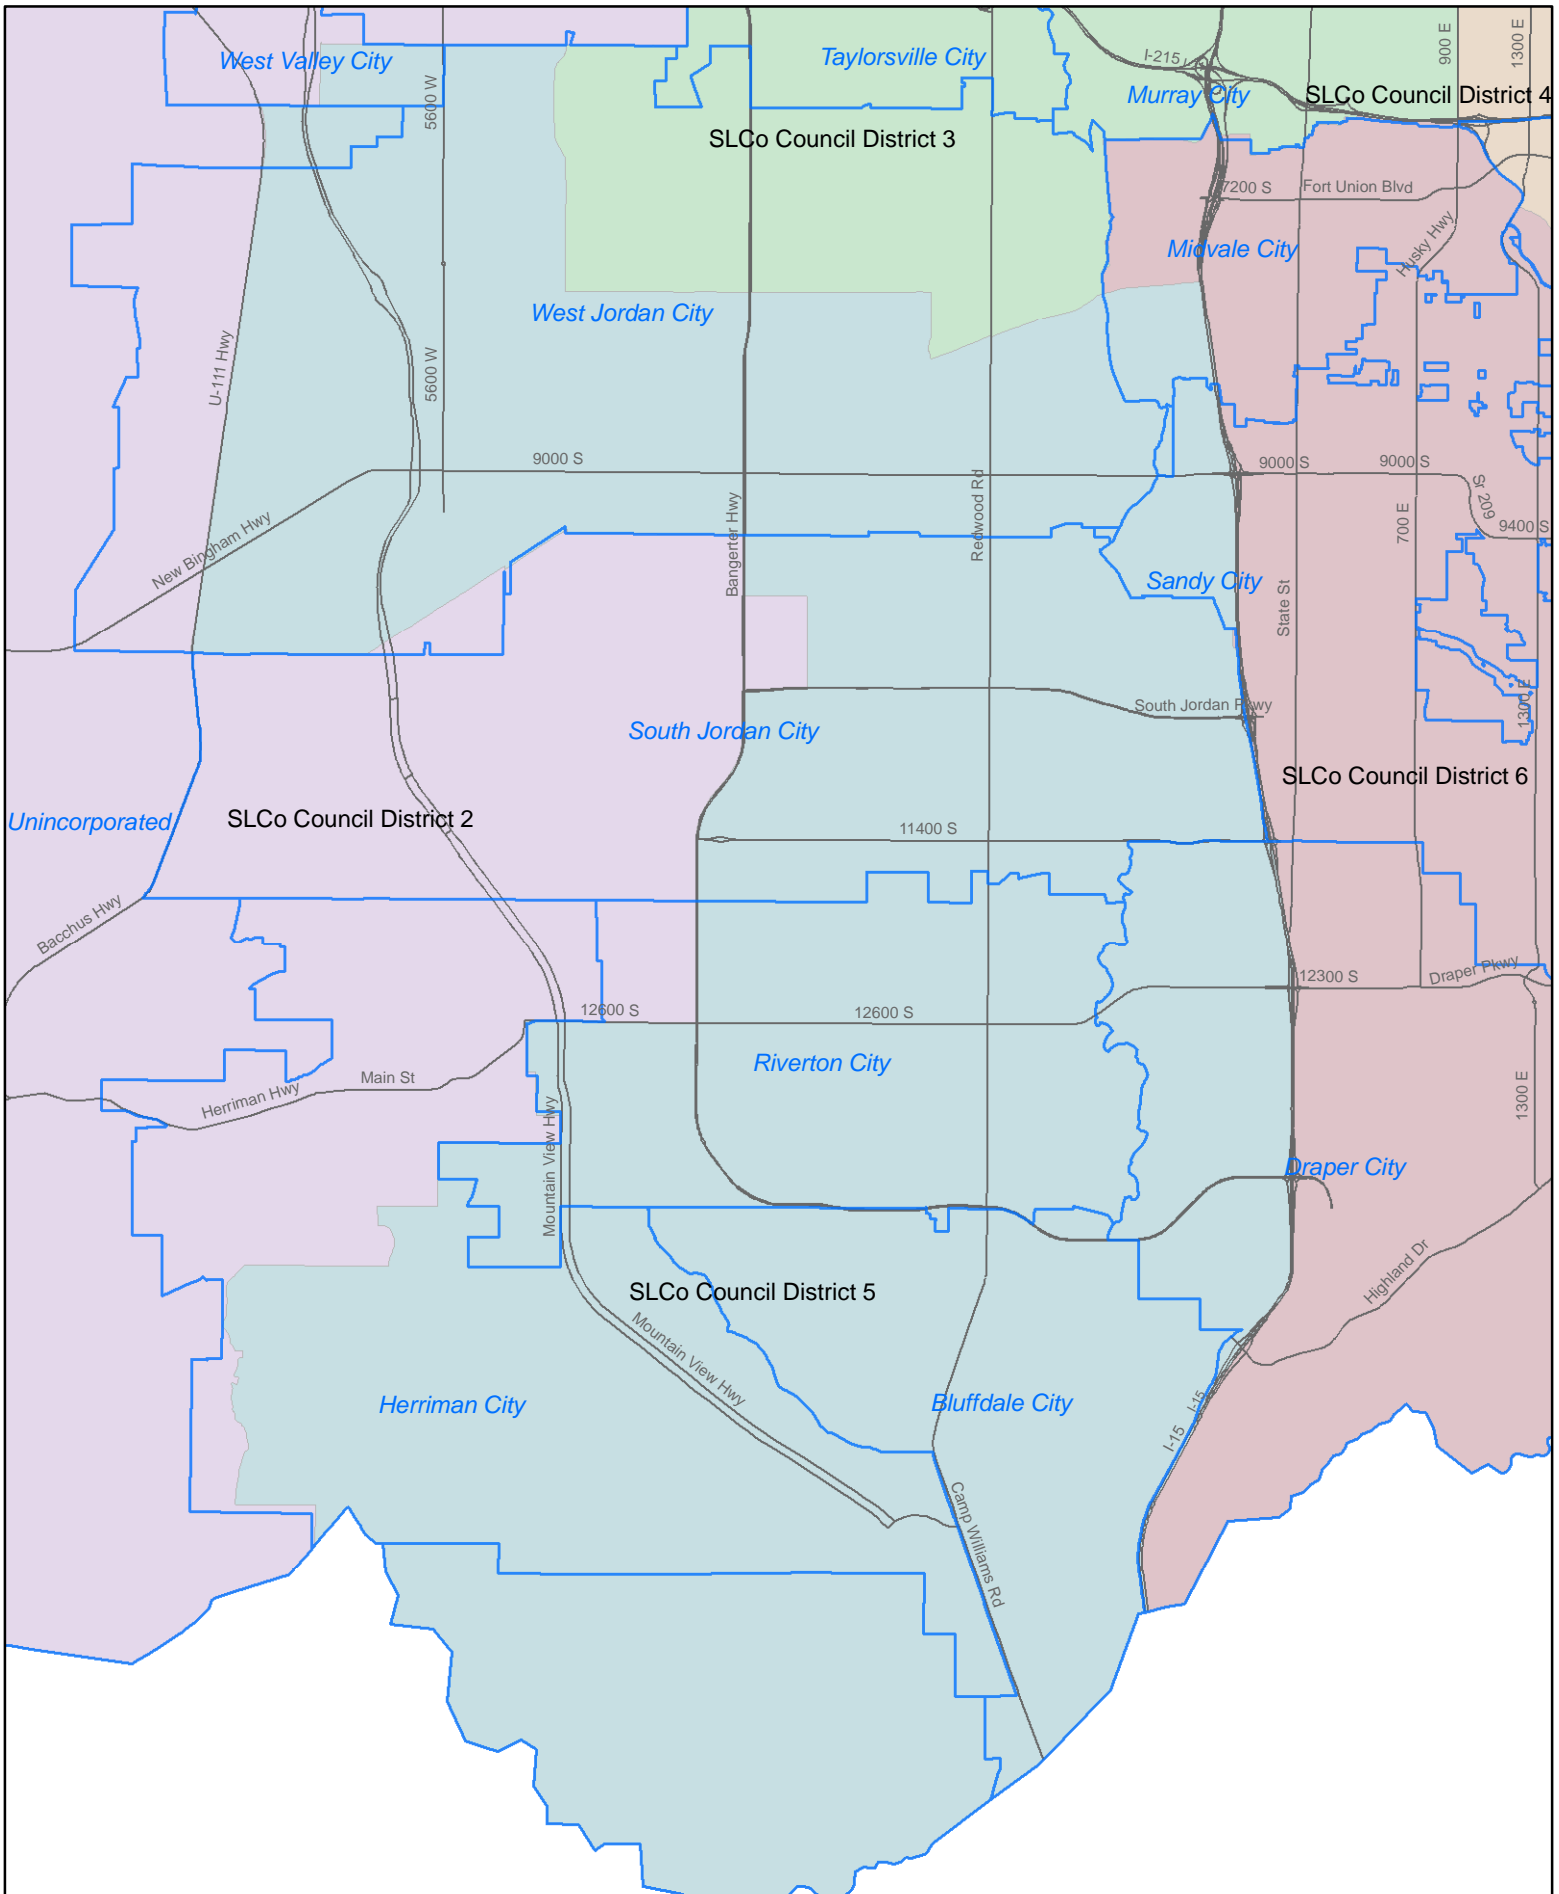 900 E
1300 E
West Valley City
Taylorsville City
I-215
Murray City
SLCo Council District 4
5600 W
SLCo Council District 3
7200 S
Fort Union Blvd
Midvale City
Husky Hwy
West Jordan City
U-111 Hwy
5600 W
9000 S
9000 S
9000 S
Bangerter Hwy
Redwood Rd
Sr 209
700 E
9400 S
New Bingham Hwy
Sandy City
State St
1300 E
South Jordan Pkwy
South Jordan City
SLCo Council District 6
Unincorporated
SLCo Council District 2
11400 S
Bacchus Hwy
12300 S
Draper Pkwy
12600 S
12600 S
Riverton City
Main St
Herriman Hwy
1300 E
Mountain View Hwy
Draper City
Highland Dr
SLCo Council District 5
Mountain View Hwy
Herriman City
Bluffdale City
I-15
I-15
Camp Williams Rd